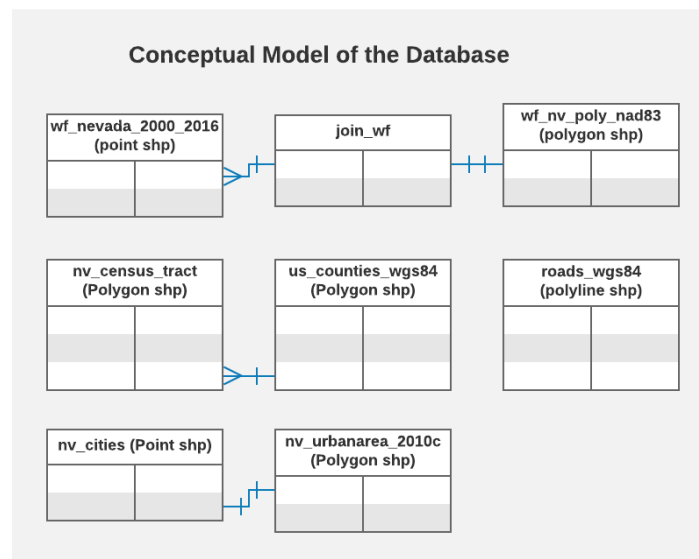 Conceptual Model of the Database
wf_nevada_2000_2016
(point shp)
join_wf
wf_nv_poly_nad83
(polygon shp)
nv_census_tract
(Polygon shp)
us_counties_wgs84
(Polygon shp)
roads_wgs84
(polyline shp)
nv_cities (Point shp)
nv_urbanarea_2010c
(Polygon shp)